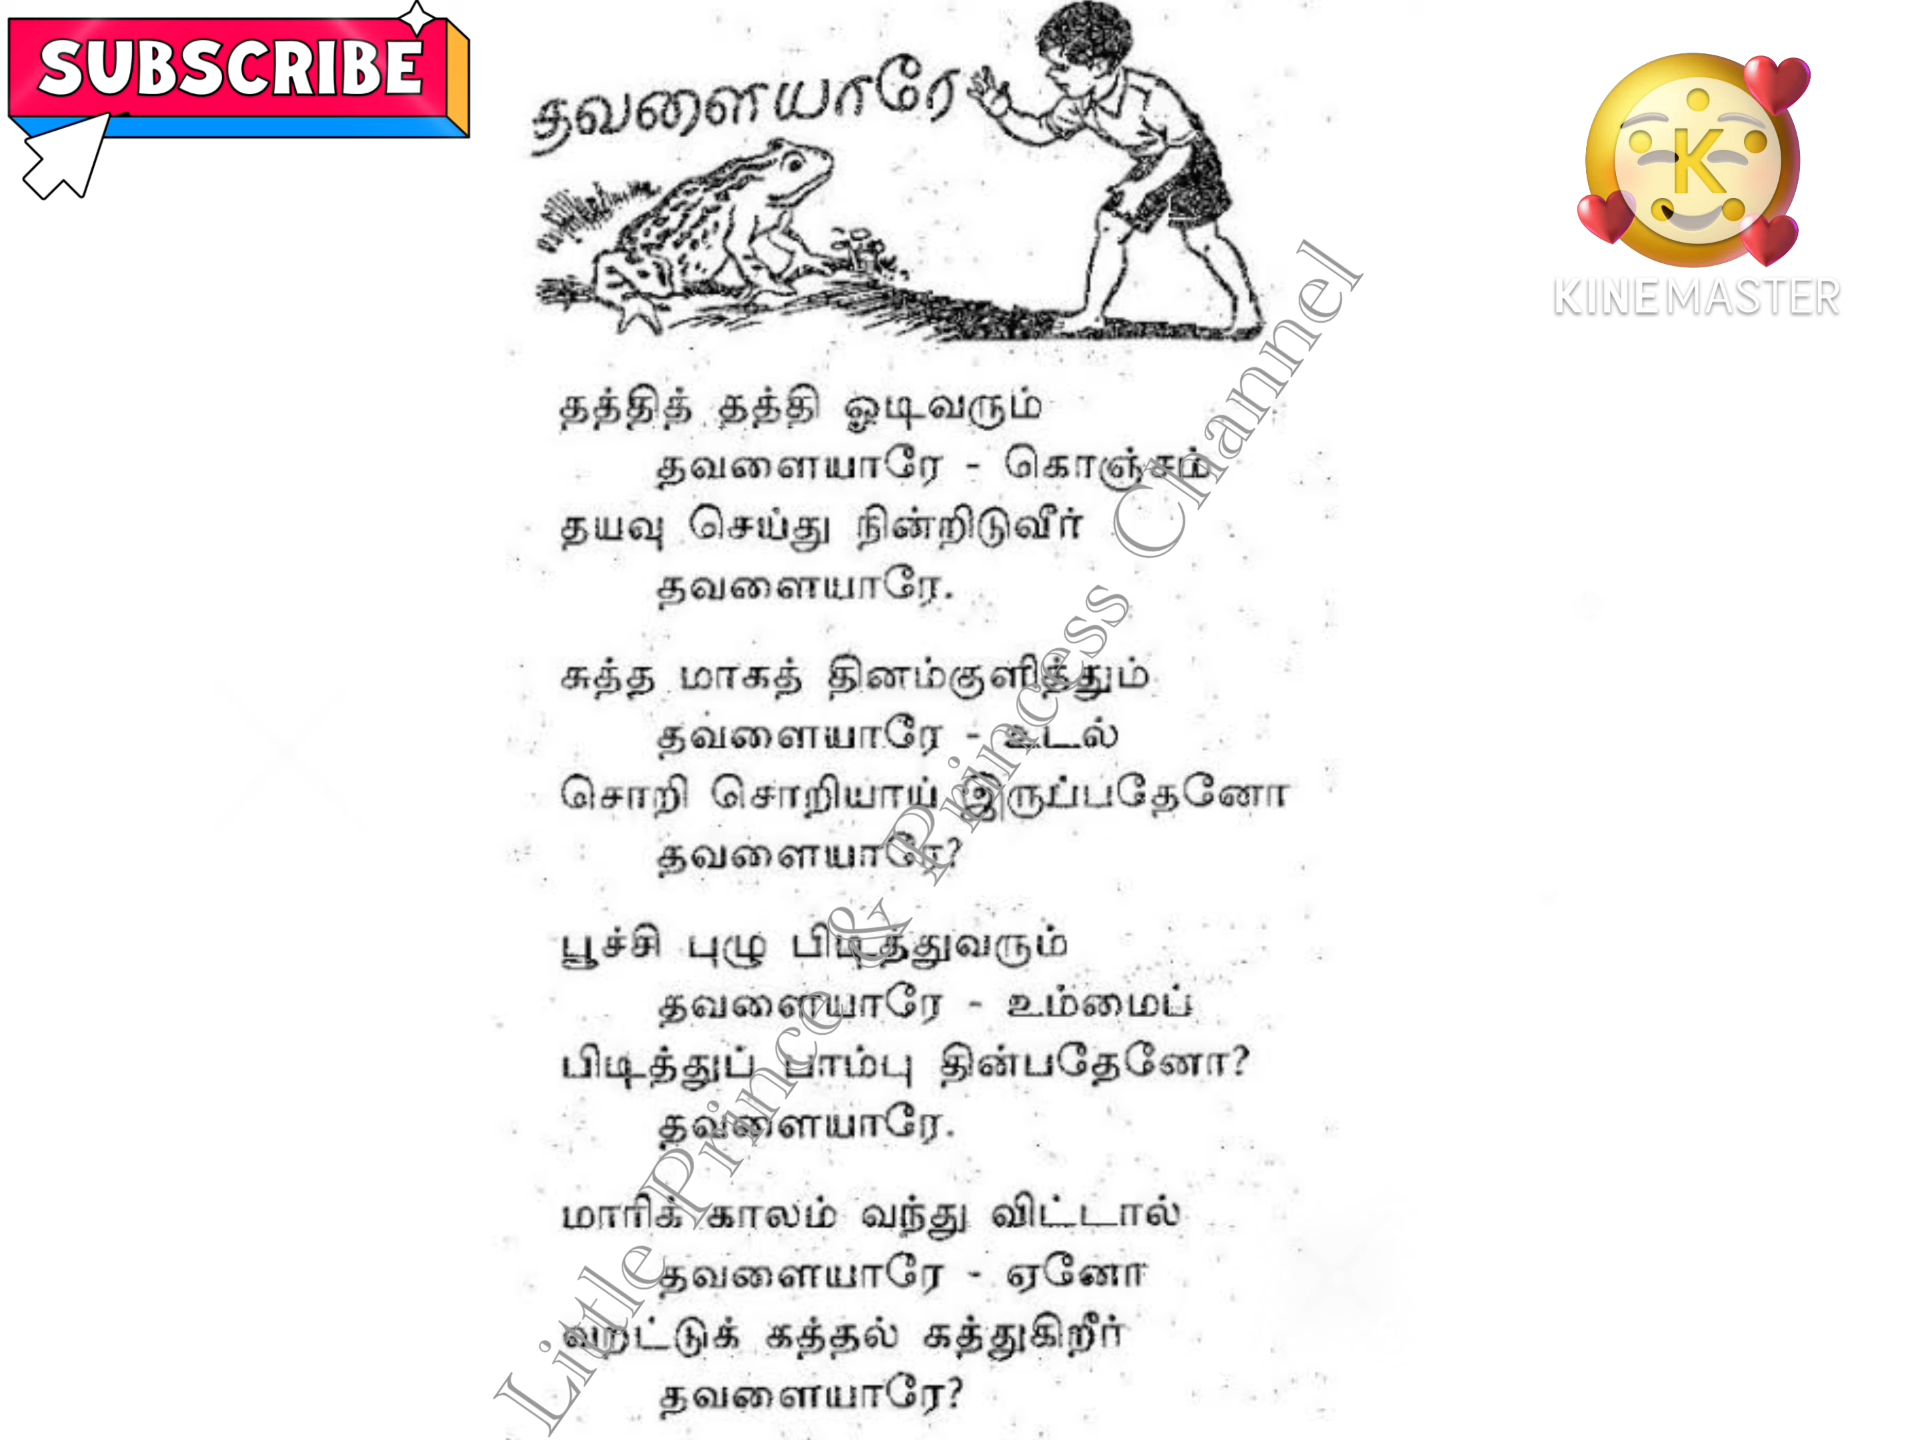 SUBSCRIBE
தவளையாரே
K
KINEMASTER
தத்தித் தத்தி ஓடிவரும்
தவளையாரே - கொஞ்சம்
தயவு செய்து நின்றிடுவீர்
தவளையாரே.
சுத்த மாகத் தினம்குளித்தும்
தவளையாரே - உடல்
சொறி சொறியாய் இருப்பதேனோ
தவளையாரே?
பூச்சி புழு பிடித்துவரும்
தவளையாரே - உம்மைப்
பிடித்துப் பாம்பு தின்பதேனோ?
தவளையாரே.
மாரிக் காலம் வந்து விட்டால்
தவளையாரே - ஏனோ
வறட்டுக் கத்தல் கத்துகிறீர்
தவளையாரே?
Little Prince & Princess Channel